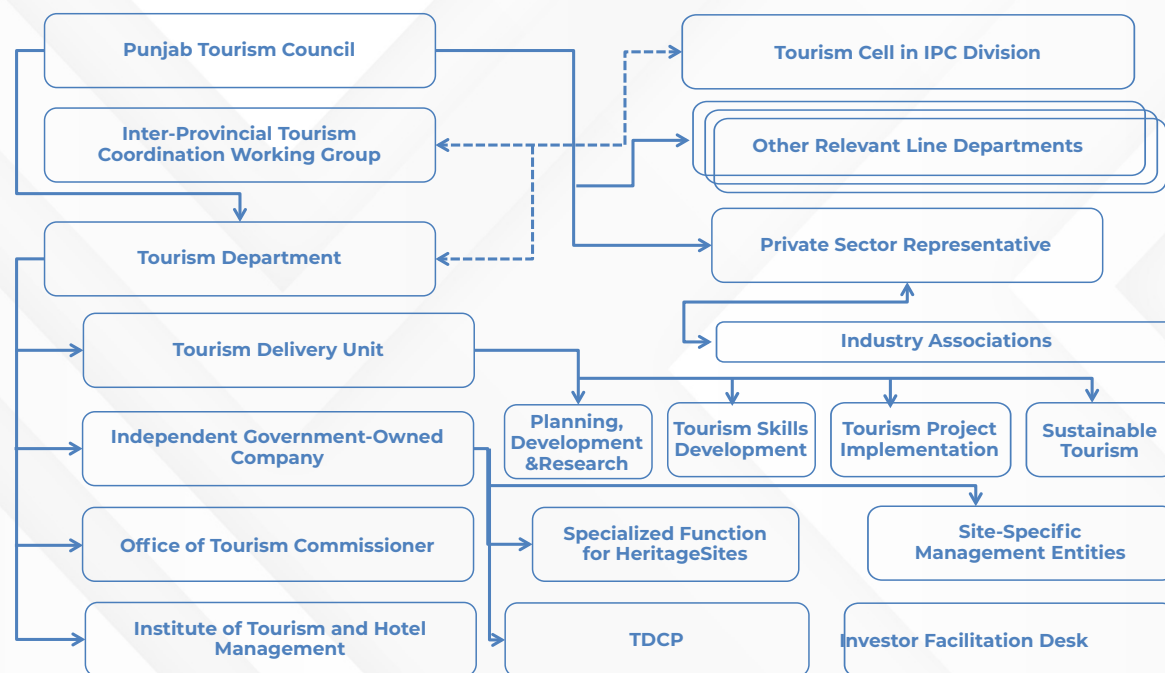 Punjab Tourism Council
Tourism Cell in IPC Division
Inter-Provincial Tourism
Coordination Working Group
Other Relevant Line Departments
Tourism Department
Private Sector Representative
Industry Associations
Tourism Delivery Unit
Planning,
Development
&Research
Tourism Skills
Development
Tourism Project
Implementation
Sustainable
Tourism
Independent Government-Owned
Company
Office of Tourism Commissioner
Specialized Function
for HeritageSites
Site-Specific
Management Entities
Institute of Tourism and Hotel
Management
TDCP
Investor Facilitation Desk